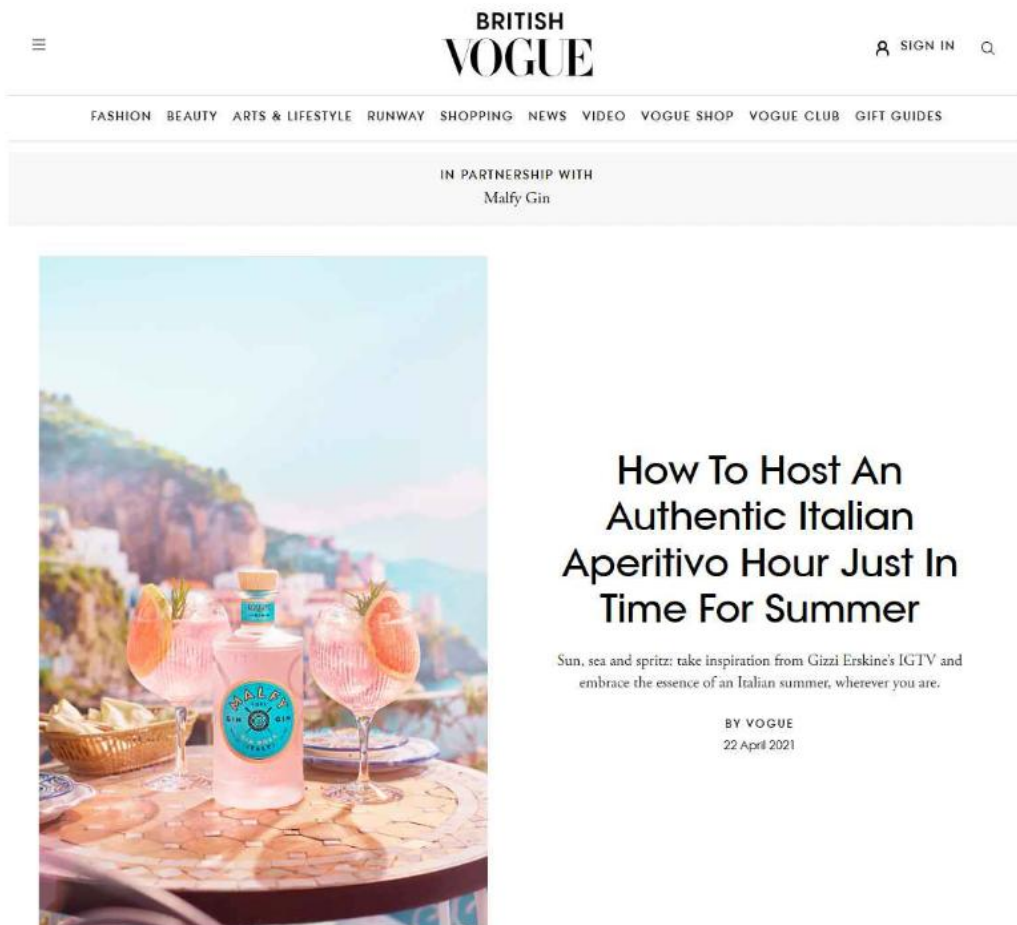 BRITISH
VOGUE
SIGN IN
FASHION BEAUTY ARTS & LIFESTYLE RUNWAY SHOPPING NEWS VIDEO VOGUE SHOP VOGUE CLUB GIFT GUIDES
IN PARTNERSHIP WITH
Malfy Gin
How To Host An
Authentic Italian
Aperitivo Hour Just In
Time For Summer
Sun, sea and spritz: take inspiration from Gizzi Erskine's IGTV and
embrace the essence of an Italian summer, wherever you are.
BY VOGUE
22 April 2021
MALFY
GIN GIN
ITALY